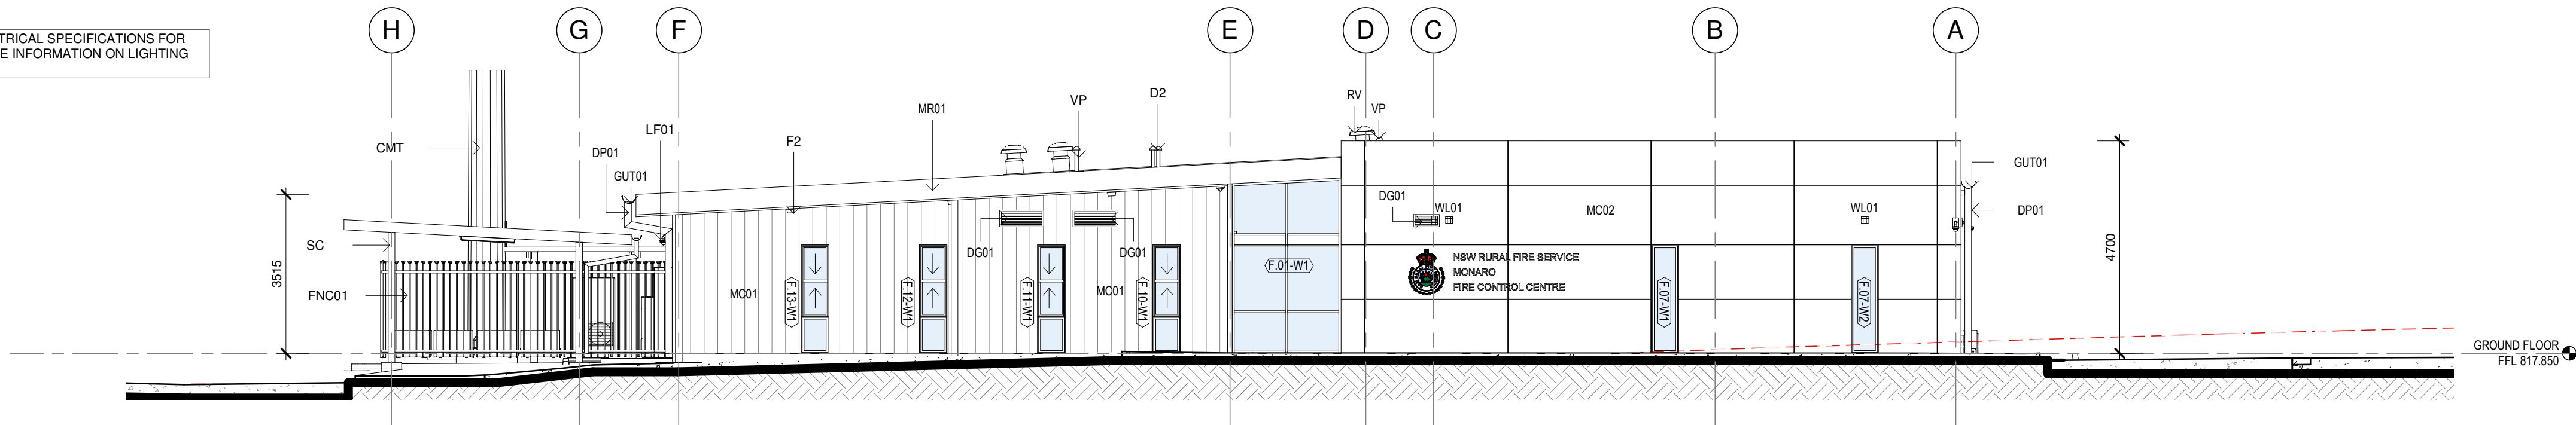 H
G
F
E
D
C
B
A
TRICAL SPECIFICATIONS FOR
E INFORMATION ON LIGHTING
CMT
SC
FNC01
3515
DP01
GUT01
LF01
F2
MR01
VP
D2
RV
VP
MC01
F.13-W1
F.12-W1
DG01
F.11-W1
MC01
DG01
F.10-W1
F.01-W1
DG01
WL01
NSW RURAL FIRE SERVICE
MONARO
FIRE CONTROL CENTRE
MC02
F.07-W1
WL01
F.07-W2
GUT01
DP01
4700
GROUND FLOOR
FFL 817.850